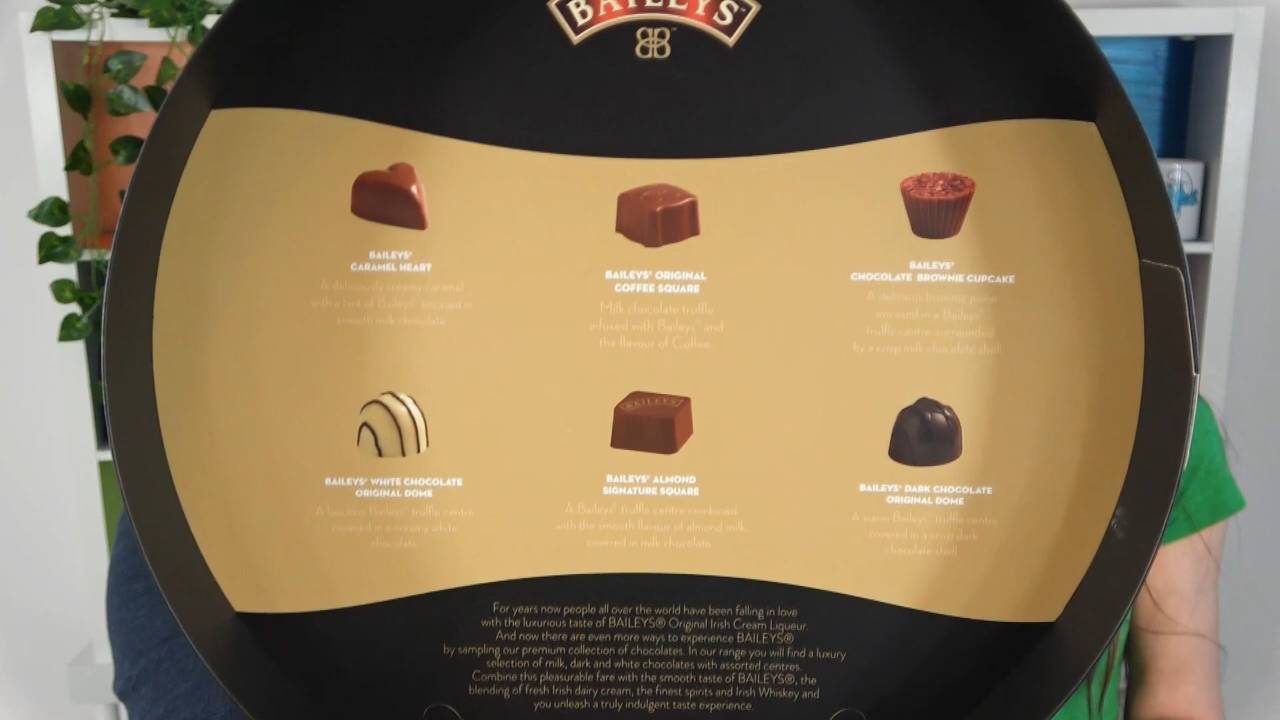 BAILEYS
BAILEYS®
CARAMEL HEART
A deliciously creamy caramel
with a hint of Baileys® encased in
smooth milk chocolate.
BAILEYS® ORIGINAL
COFFEE SQUARE
Milk chocolate truffle
infused with Baileys® and
the flavour of Coffee.
BAILEYS®
CHOCOLATE BROWNIE CUPCAKE
A delicious brownie piece
encased in a Baileys®
truffle centre surrounded
by a crisp milk chocolate shell
BAILEYS® WHITE CHOCOLATE
ORIGINAL DOME
A luscious Baileys® truffle centre
covered in a creamy white
chocolate.
BAILEYS® ALMOND
SIGNATURE SQUARE
BAILEYS
A Baileys® truffle centre combined
with the smooth flavour of almond milk,
covered in milk chocolate.
BAILEYS® DARK CHOCOLATE
ORIGINAL DOME
A warm Baileys® truffle centre
covered in a crisp dark
chocolate shell.
For years now people all over the world have been falling in love
with the luxurious taste of BAILEYS® Original Irish Cream Liqueur.
And now there are even more ways to experience BAILEYS®
by sampling our premium collection of chocolates. In our range you will find a luxury
selection of milk, dark and white chocolates with assorted centres.
Combine this pleasurable fare with the smooth taste of BAILEYS®, the
blending of fresh Irish dairy cream, the finest spirits and Irish Whiskey and
you unleash a truly indulgent taste experience.